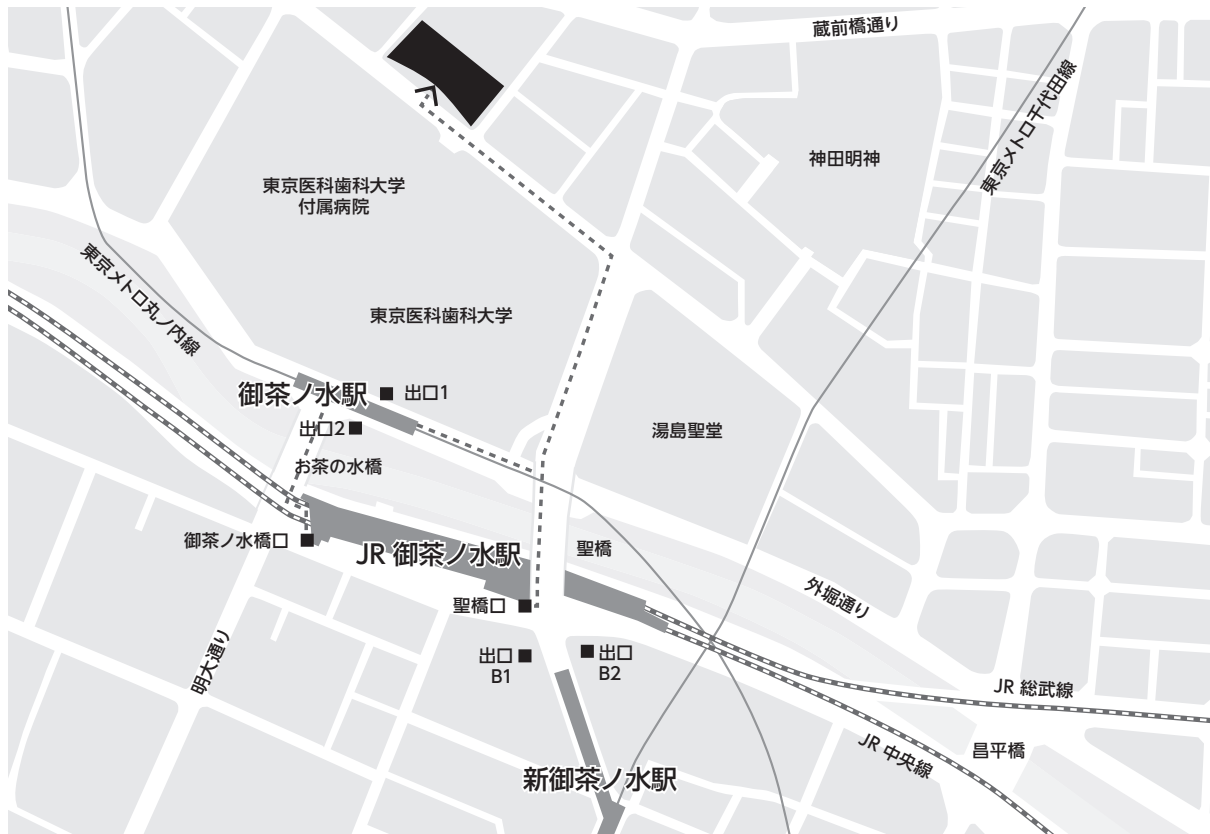 蔵前橋通り
東京メトロ千代田線
神田明神
東京医科歯科大学
付属病院
東京メトロ丸ノ内線
東京医科歯科大学
御茶ノ水駅
出口1
出口2
湯島聖堂
お茶の水橋
御茶ノ水橋口
JR 御茶ノ水駅
聖橋
外堀通り
聖橋口
明大通り
出口
B1
出口
B2
JR 総武線
JR 中央線
昌平橋
新御茶ノ水駅